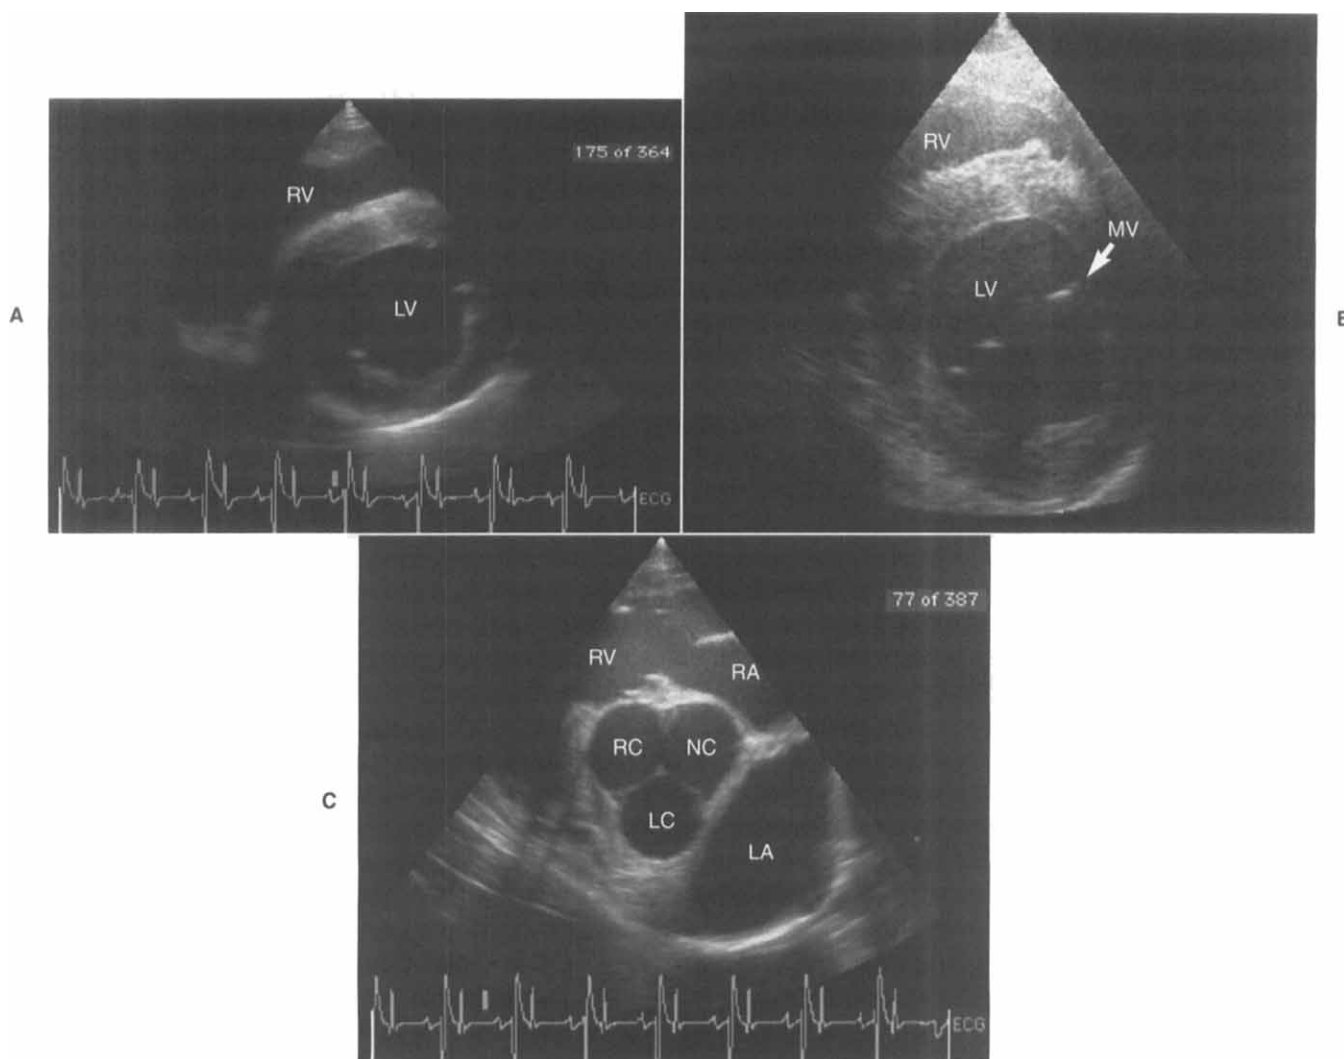 175 of 364
RV
LV
ECG
A
RV
MV
LV
B
77 of 387
RV
RA
RC
NC
LC
LA
ECG
C